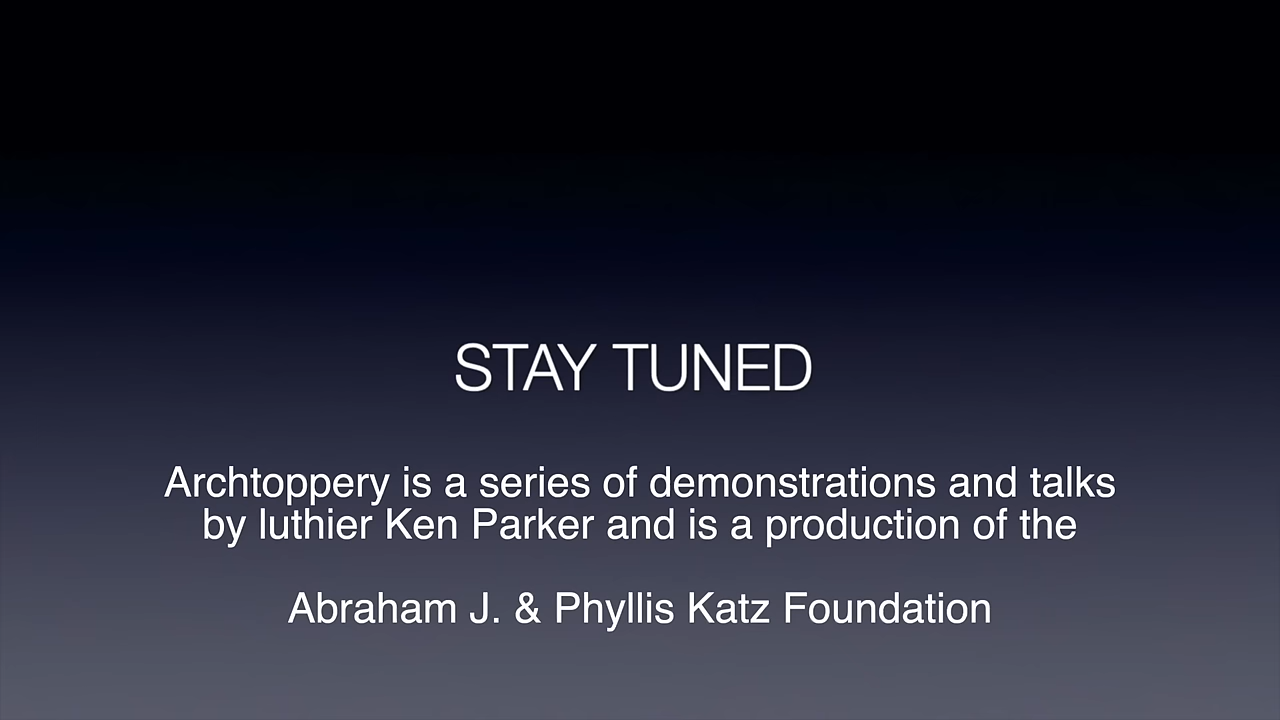 STAY TUNED
Archtoppery is a series of demonstrations and talks
by luthier Ken Parker and is a production of the
Abraham J. & Phyllis Katz Foundation